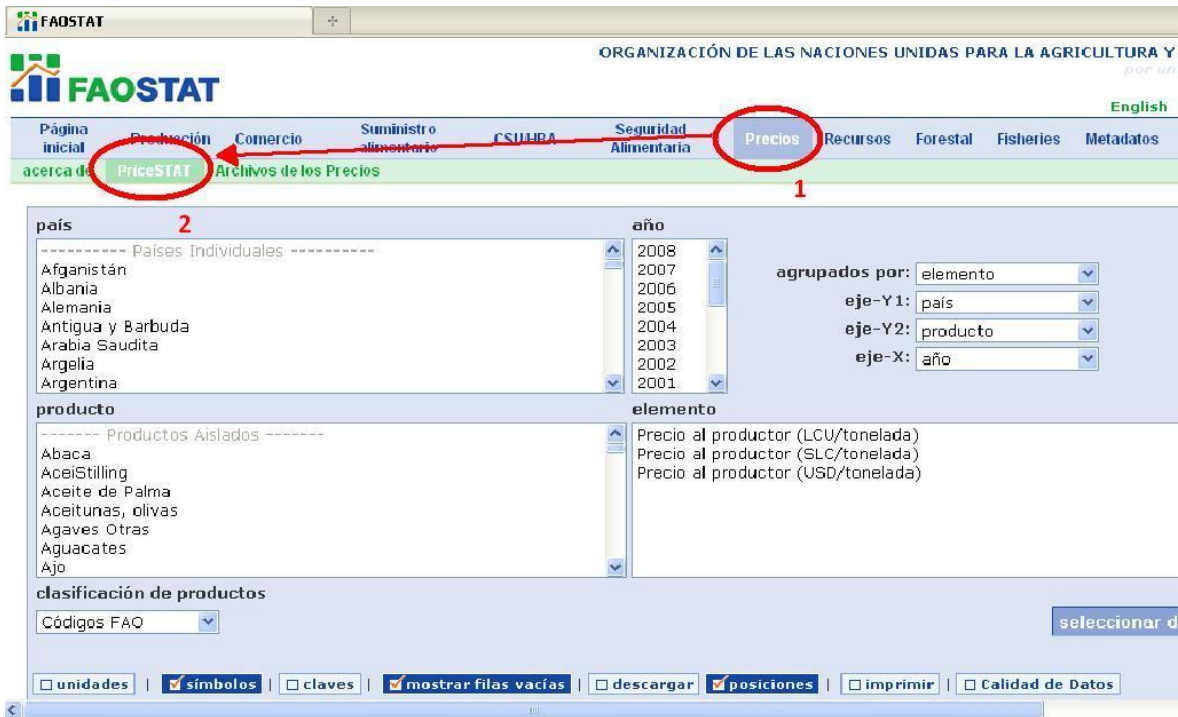 FAOSTAT
ORGANIZACIÓN DE LAS NACIONES UNIDAS PARA LA AGRICULTURA Y
por un
FAOSTAT
English
Página inicial Producción Comercio Suministro alimentario CSU/HBA Seguridad Alimentaria Precios Recursos Forestal Fisheries Metadatos
acerca de PriceSTAT Archivos de los Precios
1
2
país
---------- Países Individuales ----------
Afganistán
Albania
Alemania
Antigua y Barbuda
Arabia Saudita
Argelia
Argentina
año
2008
2007
2006
2005
2004
2003
2002
2001
agrupados por: elemento
eje-Y1: país
eje-Y2: producto
eje-X: año
producto
------- Productos Aislados -------
Abaca
AceiStilling
Aceite de Palma
Aceitunas, olivas
Agaves Otras
Aguacates
Ajo
elemento
Precio al productor (LCU/tonelada)
Precio al productor (SLC/tonelada)
Precio al productor (USD/tonelada)
clasificación de productos
Códigos FAO
seleccionar d
unidades | símbolos | claves | mostrar filas vacías | descargar posiciones | imprimir | Calidad de Datos